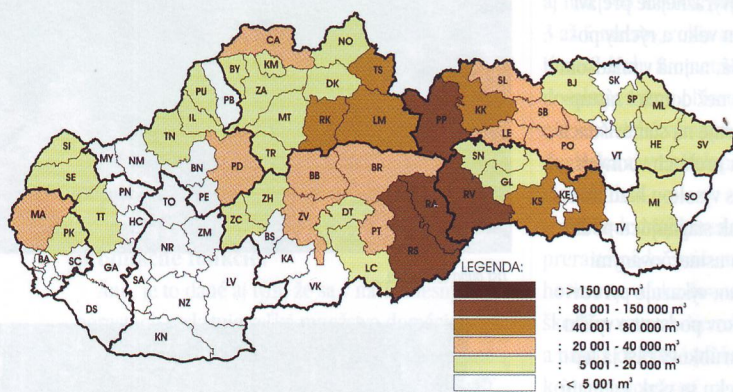 veku a rýchly po
NO
CA
BY
KM
TS
DK
PU
PB
ZA
IL
MT
RK
LM
PP
KK
SL
BJ
SK
SP
ML
SB
HE
SV
LE
PO
VT
TN
TR
SI
MY
NM
BN
PD
SE
PN
PE
BB
BR
SN
GL
RV
KS
KE
MI
SO
MA
PK
TT
HC
TO
ZC
ZH
ZV
DT
PT
RA
RS
BA
SC
GA
NR
ZM
BS
KA
LC
VK
LV
SA
DS
NZ
KN
LEGENDA:
: > 150 000 m³
: 80 001 - 150 000 m³
: 40 001 - 80 000 m³
: 20 001 - 40 000 m³
: 5 001 - 20 000 m³
: < 5 001 m³